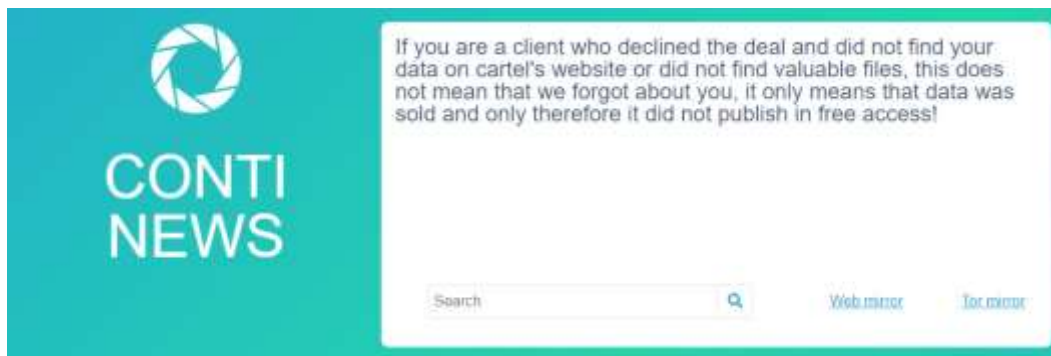 CONTI
NEWS
If you are a client who declined the deal and did not find your
data on cartel's website or did not find valuable files, this does
not mean that we forgot about you, it only means that data was
sold and only therefore it did not publish in free access!
Search
Web mirror
Tor mirror